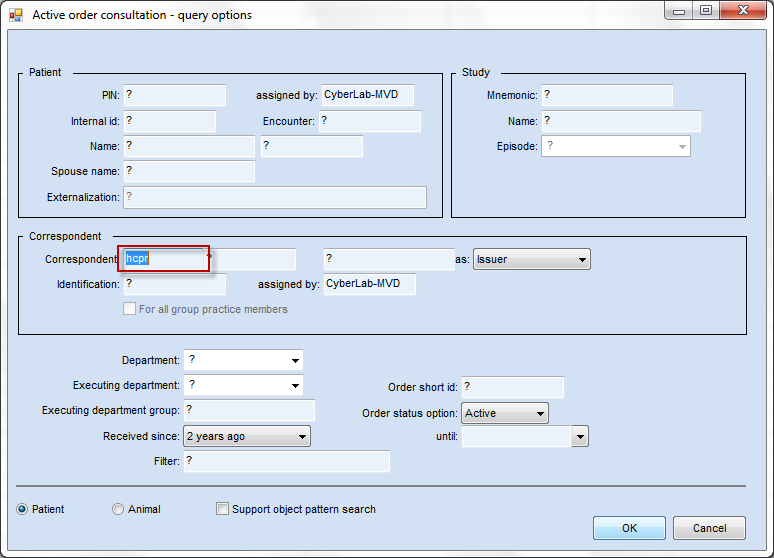 Active order consultation - query options
Patient
PIN: ? assigned by: CyberLab-MVD
Internal id: ? Encounter: ?
Name: ? ?
Spouse name: ?
Externalization: ?
Study
Mnemonic: ?
Name: ?
Episode: ?
Correspondent
Correspondent hcpr ? ? as: Issuer
Identification: ? assigned by: CyberLab-MVD
For all group practice members
Department: ?
Executing department: ? Order short id: ?
Executing department group: ? Order status option: Active
Received since: 2 years ago until:
Filter: ?
Patient Animal Support object pattern search
OK Cancel